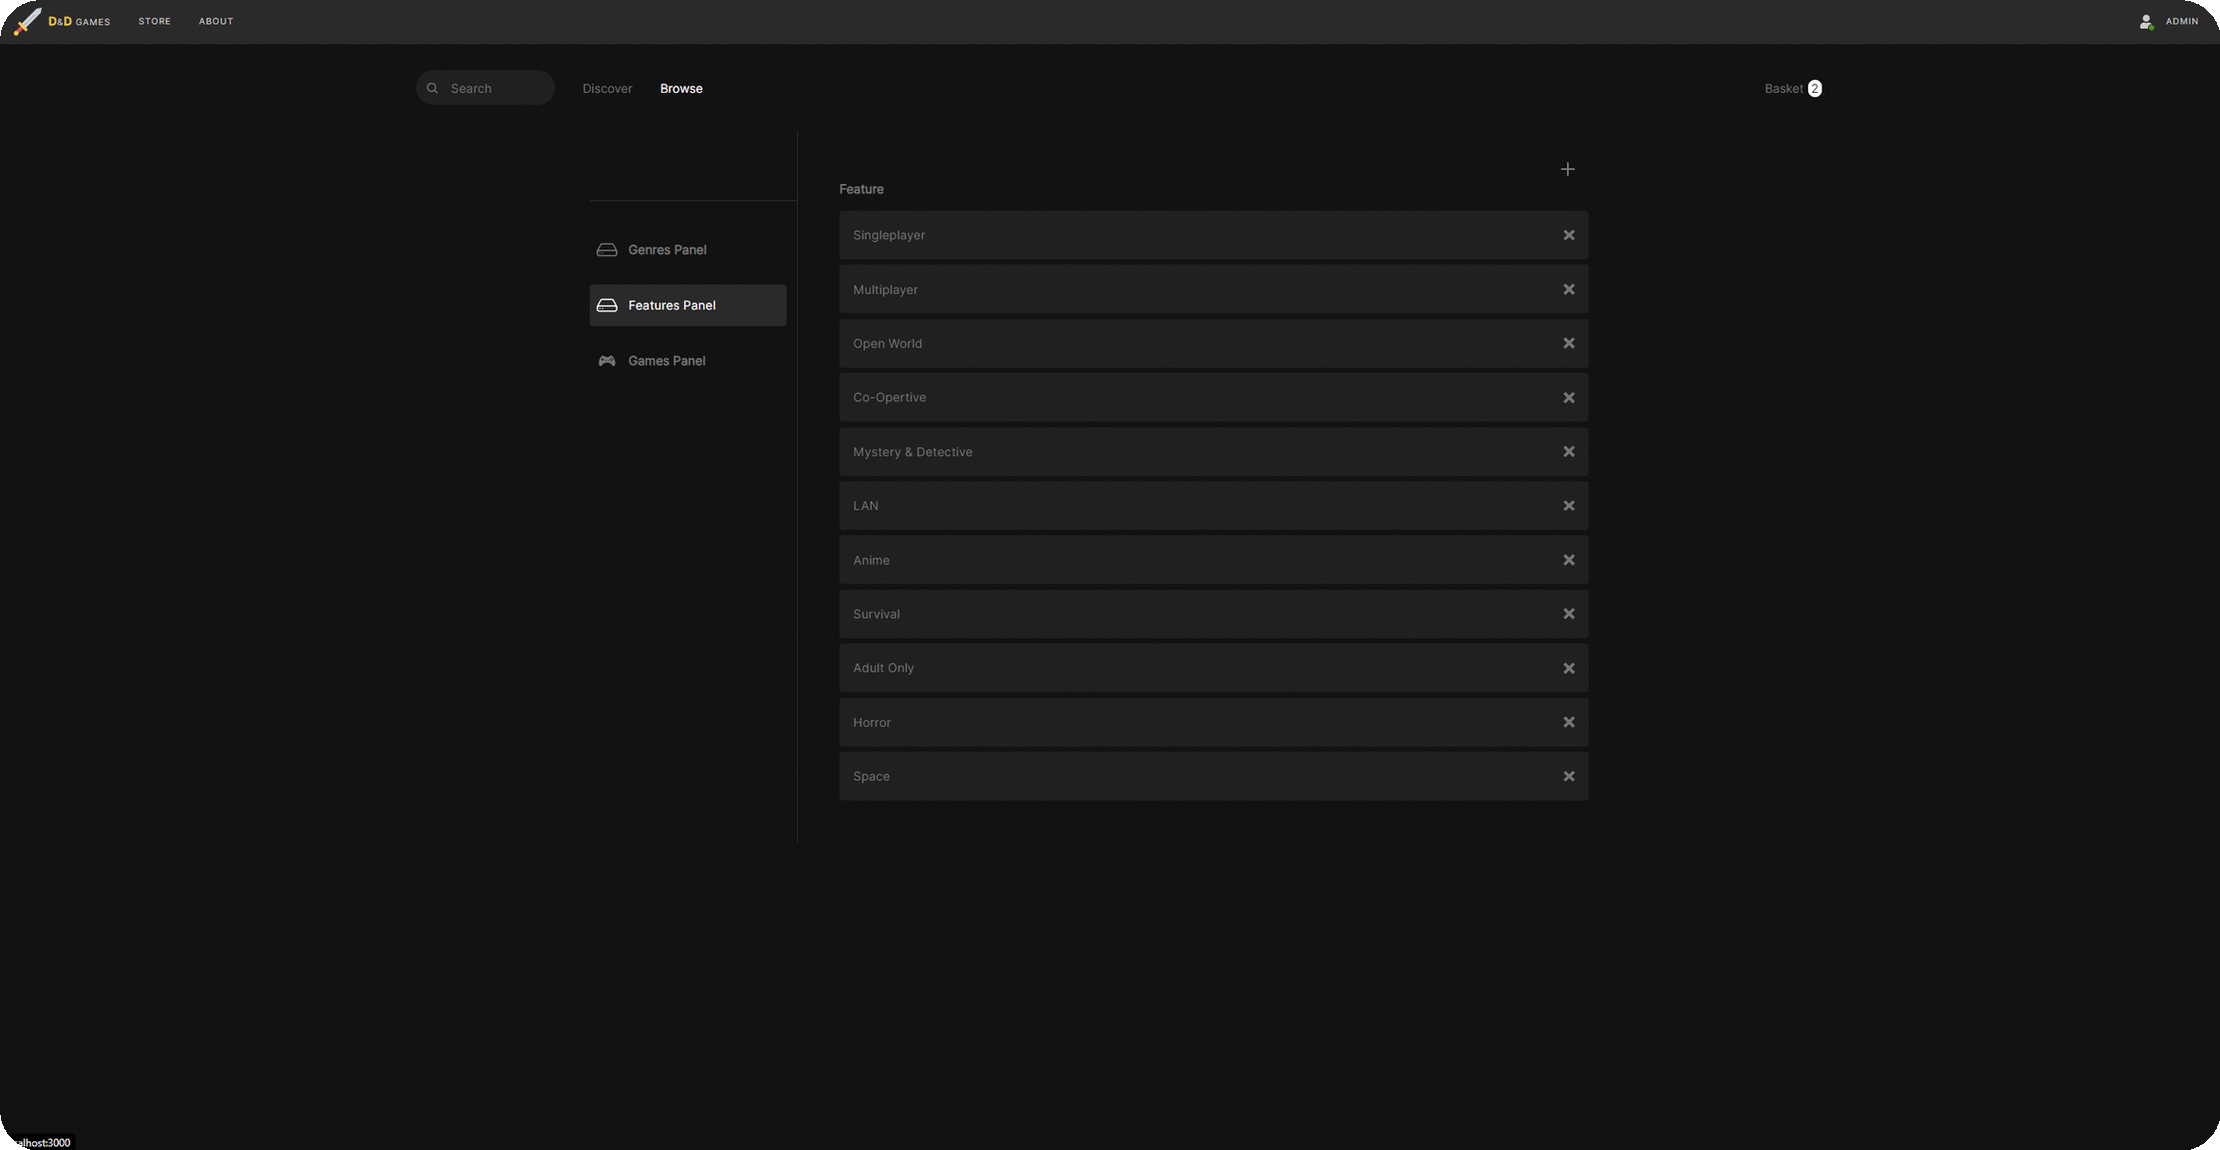 D&D GAMES STORE ABOUT ADMIN
Search Discover Browse Basket 2
Feature
Genres Panel
Features Panel
Games Panel
Singleplayer
Multiplayer
Open World
Co-Opertive
Mystery & Detective
LAN
Anime
Survival
Adult Only
Horror
Space
alhost:3000